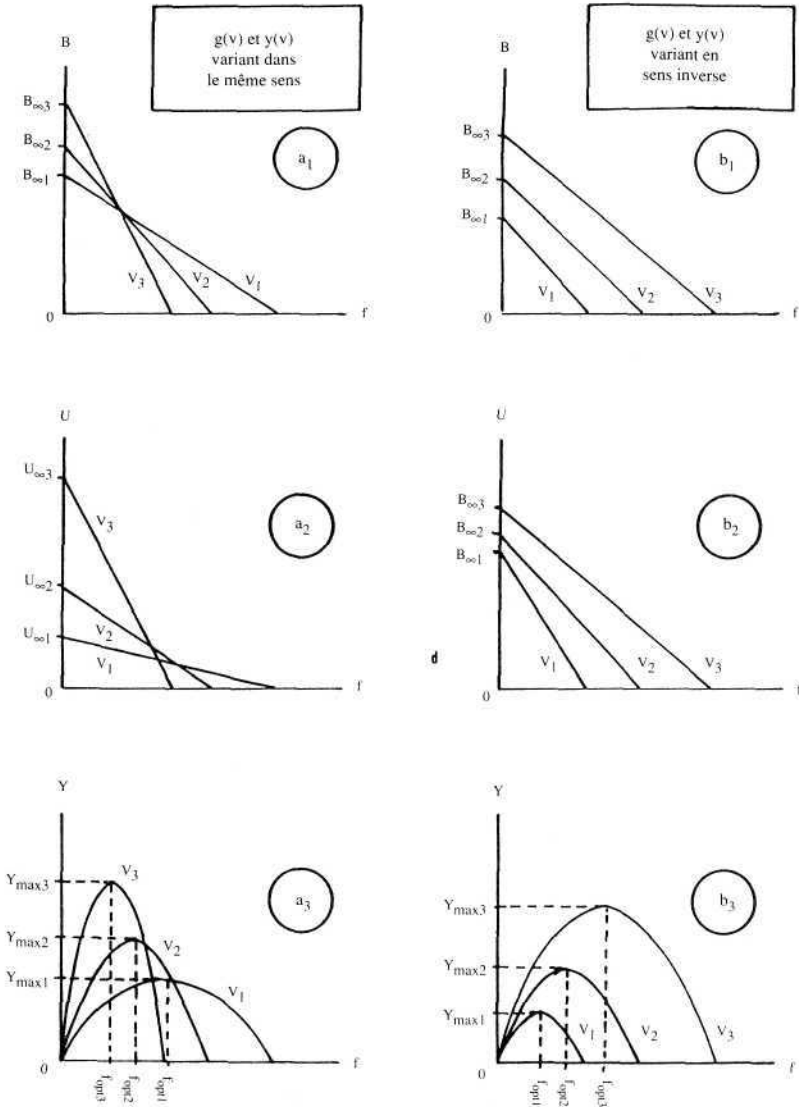 g(v) et y(v)
variant dans
le même sens
B
B∞3
B∞2
B∞1
a1
V3
V2
V1
0
f
g(v) et y(v)
variant en
sens inverse
B
B∞3
B∞2
B∞1
b1
V1
V2
V3
0
f
U
U∞3
U∞2
U∞1
a2
V3
V2
V1
0
f
U
B∞3
B∞2
B∞1
b2
d
V1
V2
V3
0
f
Y
Ymax3
Ymax2
Ymax1
a3
V3
V2
V1
0
f
fopt3
fopt2
fopt1
Y
Ymax3
Ymax2
Ymax1
b3
V1
V2
V3
0
f
fopt1
fopt2
fopt3